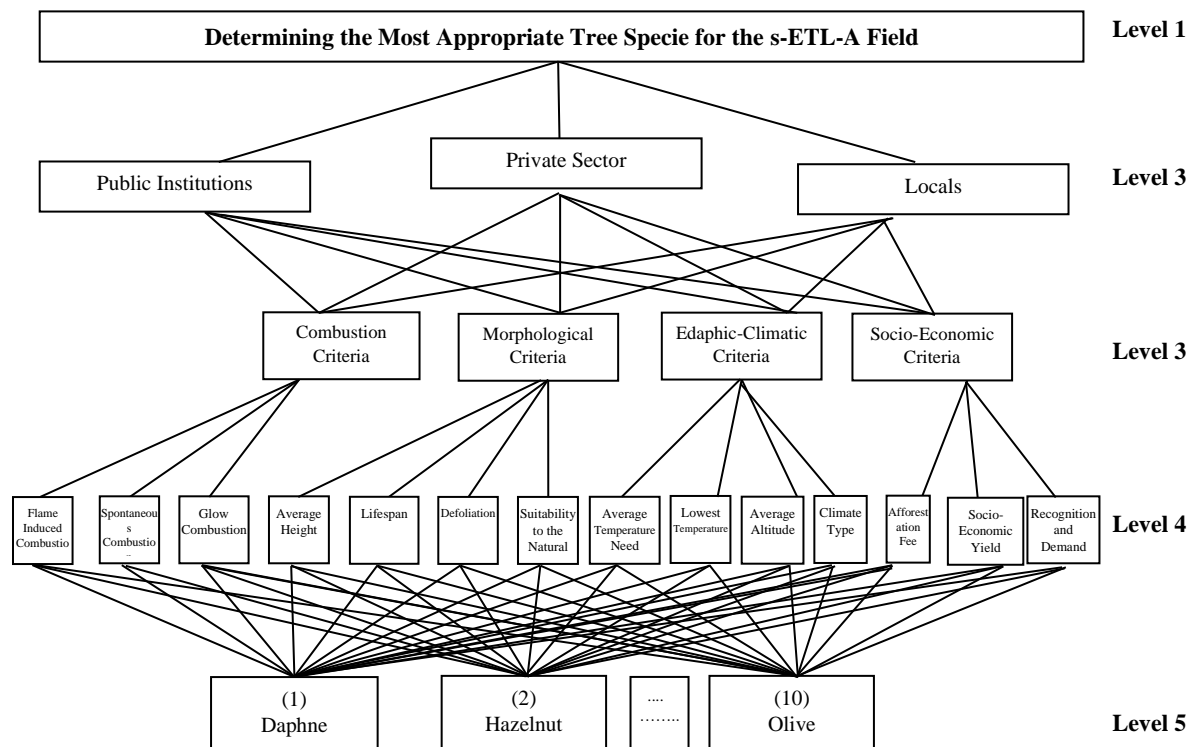 Determining the Most Appropriate Tree Specie for the s-ETL-A Field
Level 1
Public Institutions
Private Sector
Locals
Level 3
Combustion
Criteria
Morphological
Criteria
Edaphic-Climatic
Criteria
Socio-Economic
Criteria
Level 3
Flame
Induced
Combustio
Spontaneou
s
Combustio
Glow
Combustion
Average
Height
Lifespan
Defoliation
Suitability
to the
Natural
Average
Temperature
Need
Lowest
Temperature
Average
Altitude
Climate
Type
Afforest
ation
Fee
Socio-
Economic
Yield
Recognition
and
Demand
Level 4
(1)
Daphne
(2)
Hazelnut
....
........
(10)
Olive
Level 5